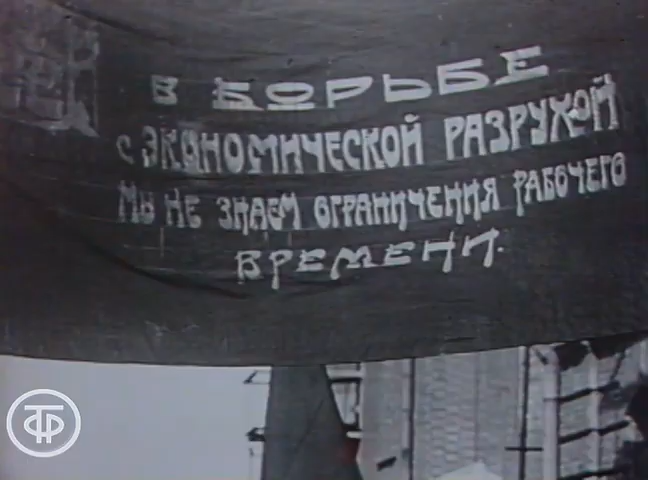 В БОРЬБЕ
С ЭКОНОМИЧЕСКОЙ РАЗРУХОЙ
МЫ НЕ ЗНАЕМ ОГРАНИЧЕНИЯ РАБОЧЕГО
ВРЕМЕНИ.